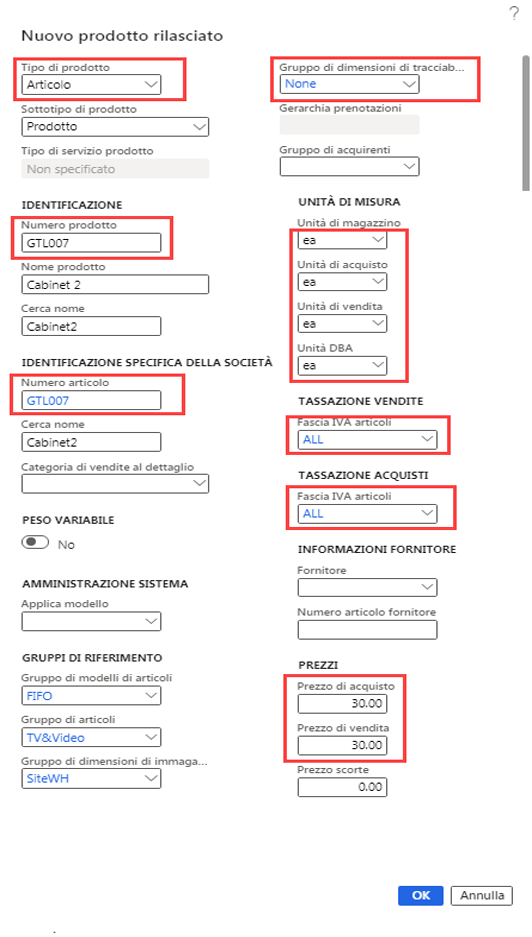 ?
Nuovo prodotto rilasciato
Tipo di prodotto
Articolo
Sottotipo di prodotto
Prodotto
Tipo di servizio prodotto
Non specificato
IDENTIFICAZIONE
Numero prodotto
GTL007
Nome prodotto
Cabinet 2
Cerca nome
Cabinet2
IDENTIFICAZIONE SPECIFICA DELLA SOCIETÀ
Numero articolo
GTL007
Cerca nome
Cabinet2
Categoria di vendite al dettaglio
PESO VARIABILE
No
AMMINISTRAZIONE SISTEMA
Applica modello
GRUPPI DI RIFERIMENTO
Gruppo di modelli di articoli
FIFO
Gruppo di articoli
TV&Video
Gruppo di dimensioni di immaga...
SiteWH
Gruppo di dimensioni di tracciab...
None
Gerarchia prenotazioni
Gruppo di acquirenti
UNITÀ DI MISURA
Unità di magazzino
ea
Unità di acquisto
ea
Unità di vendita
ea
Unità DBA
ea
TASSAZIONE VENDITE
Fascia IVA articoli
ALL
TASSAZIONE ACQUISTI
Fascia IVA articoli
ALL
INFORMAZIONI FORNITORE
Fornitore
Numero articolo fornitore
PREZZI
Prezzo di acquisto
30.00
Prezzo di vendita
30.00
Prezzo scorte
0.00
OK
Annulla